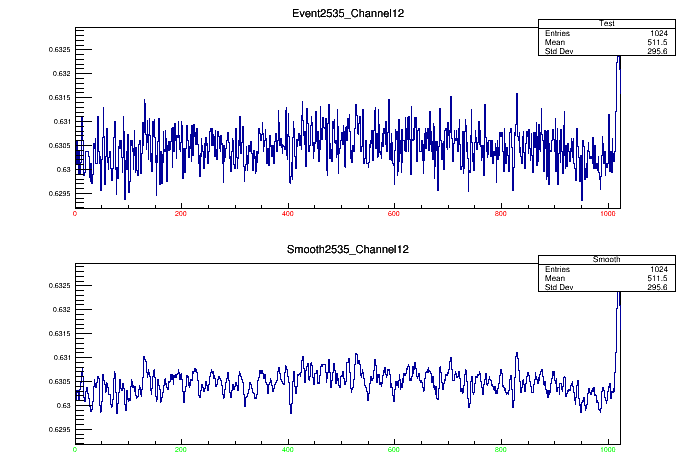 Event2535_Channel12
Test
Entries 1024
Mean 511.5
Std Dev 295.6
0.6325
0.632
0.6315
0.631
0.6305
0.63
0.6295
0 200 400 600 800 1000
Smooth2535_Channel12
Smooth
Entries 1024
Mean 511.5
Std Dev 295.6
0.6325
0.632
0.6315
0.631
0.6305
0.63
0.6295
0 200 400 600 800 1000